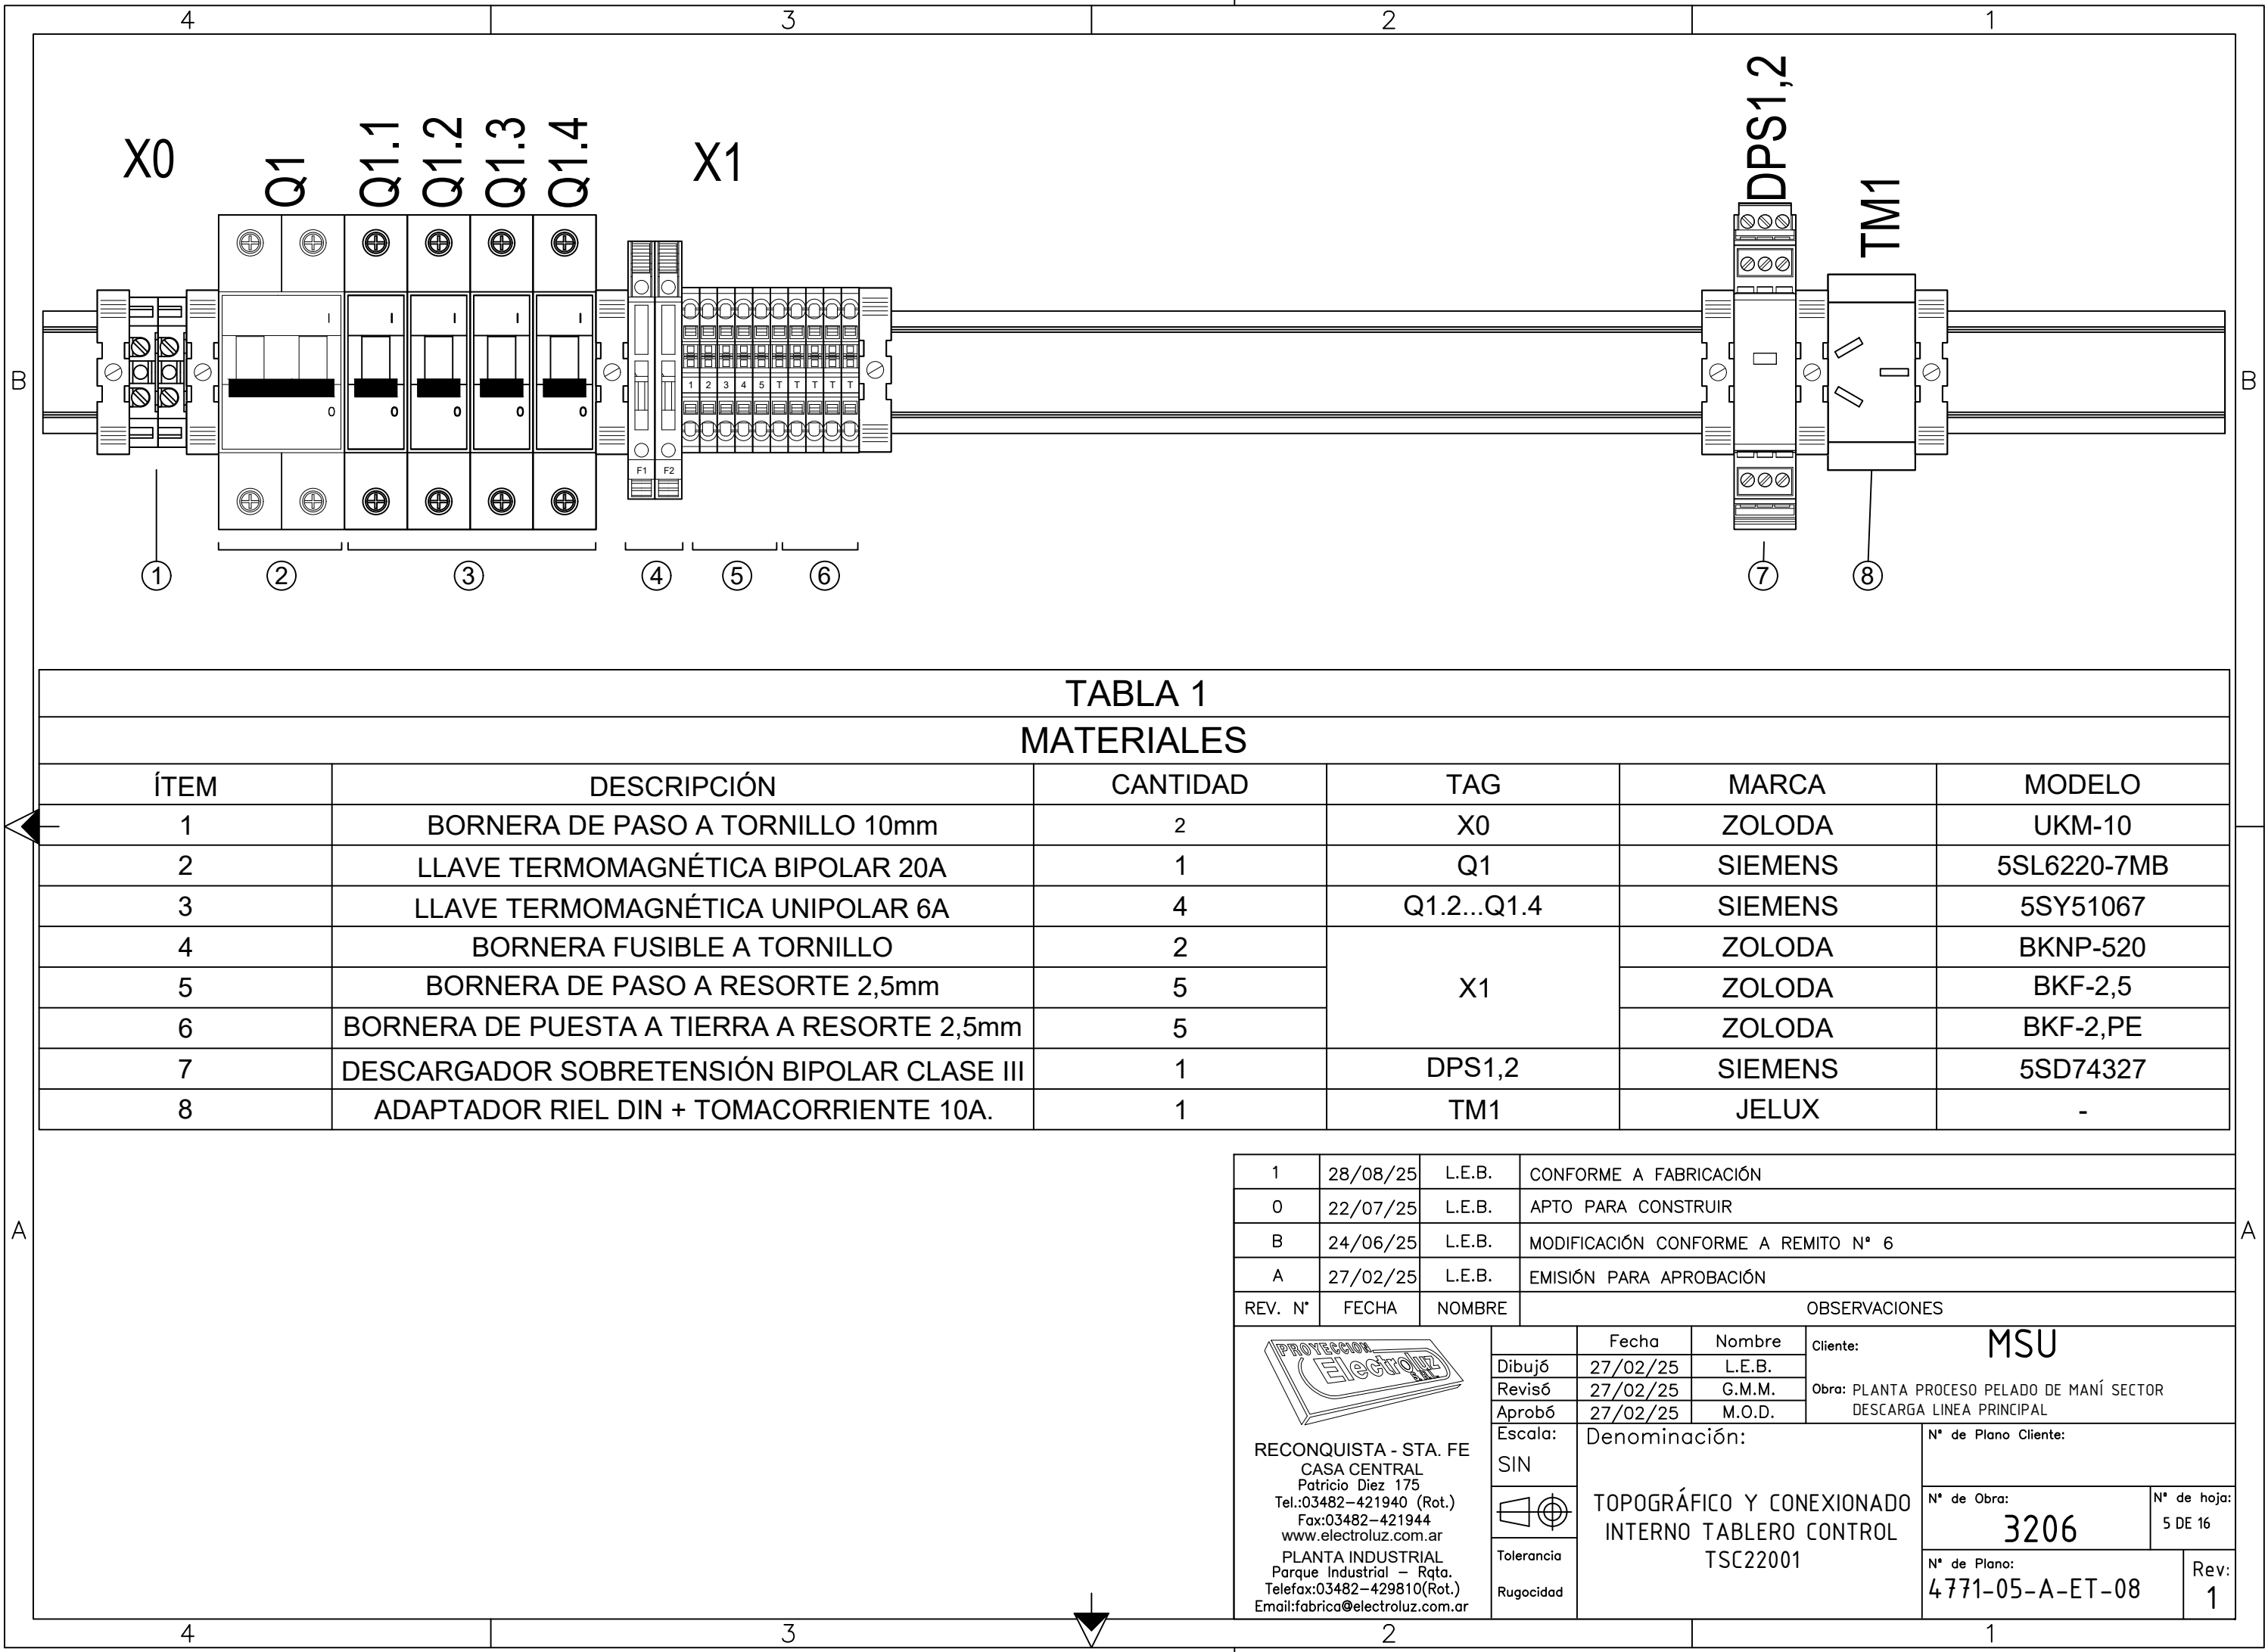 4 3 2 1
X0
Q1
Q1.1
Q1.2
Q1.3
Q1.4
X1
DPS1,2
TM1
I I I I I
0 0 0 0 0
F1 F2
1 2 3 4 5 T T T T T
B
B
1 2 3 4 5 6 7 8
TABLA 1
MATERIALES
ÍTEM DESCRIPCIÓN CANTIDAD TAG MARCA MODELO
1 BORNERA DE PASO A TORNILLO 10mm 2 X0 ZOLODA UKM-10
2 LLAVE TERMOMAGNÉTICA BIPOLAR 20A 1 Q1 SIEMENS 5SL6220-7MB
3 LLAVE TERMOMAGNÉTICA UNIPOLAR 6A 4 Q1.2...Q1.4 SIEMENS 5SY51067
4 BORNERA FUSIBLE A TORNILLO 2 ZOLODA BKNP-520
5 BORNERA DE PASO A RESORTE 2,5mm 5 X1 ZOLODA BKF-2,5
6 BORNERA DE PUESTA A TIERRA A RESORTE 2,5mm 5 ZOLODA BKF-2,PE
7 DESCARGADOR SOBRETENSIÓN BIPOLAR CLASE III 1 DPS1,2 SIEMENS 5SD74327
8 ADAPTADOR RIEL DIN + TOMACORRIENTE 10A. 1 TM1 JELUX -
A
A
1 28/08/25 L.E.B. CONFORME A FABRICACIÓN
0 22/07/25 L.E.B. APTO PARA CONSTRUIR
B 24/06/25 L.E.B. MODIFICACIÓN CONFORME A REMITO N° 6
A 27/02/25 L.E.B. EMISIÓN PARA APROBACIÓN
REV. N° FECHA NOMBRE OBSERVACIONES
PROYECCION
Electroluz
S.R.L.
RECONQUISTA - STA. FE
CASA CENTRAL
Patricio Diez 175
Tel.:03482-421940 (Rot.)
Fax:03482-421944
www.electroluz.com.ar
PLANTA INDUSTRIAL
Parque Industrial - Rqta.
Telefax:03482-429810(Rot.)
Email:fabrica@electroluz.com.ar
Fecha Nombre
Dibujó 27/02/25 L.E.B.
Revisó 27/02/25 G.M.M.
Aprobó 27/02/25 M.O.D.
Cliente: MSU
Obra: PLANTA PROCESO PELADO DE MANÍ SECTOR
DESCARGA LINEA PRINCIPAL
Escala:
SIN
Tolerancia
Rugocidad
Denominación:
TOPOGRÁFICO Y CONEXIONADO
INTERNO TABLERO CONTROL
TSC22001
N° de Plano Cliente:
N° de Obra:
3206
N° de hoja:
5 DE 16
N° de Plano:
4771-05-A-ET-08
Rev:
1
4 3 2 1